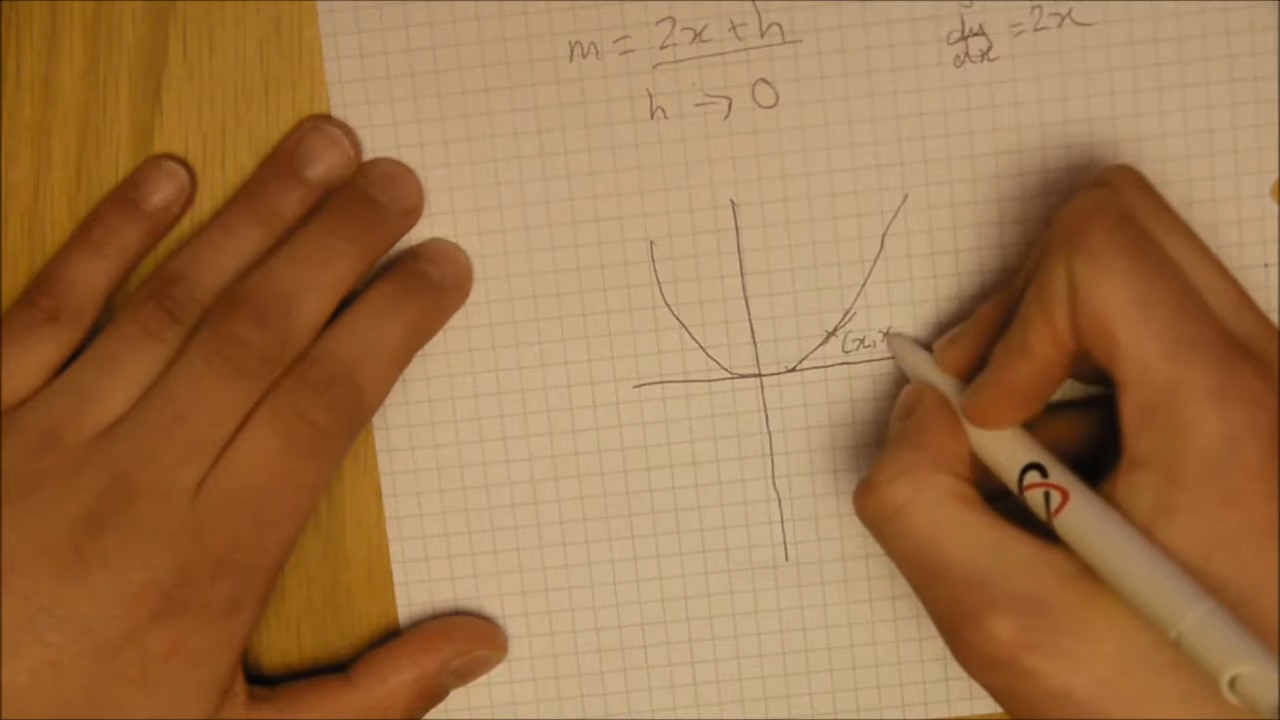 m = 2x + h
dy/dx = 2x
h → 0
(x, x